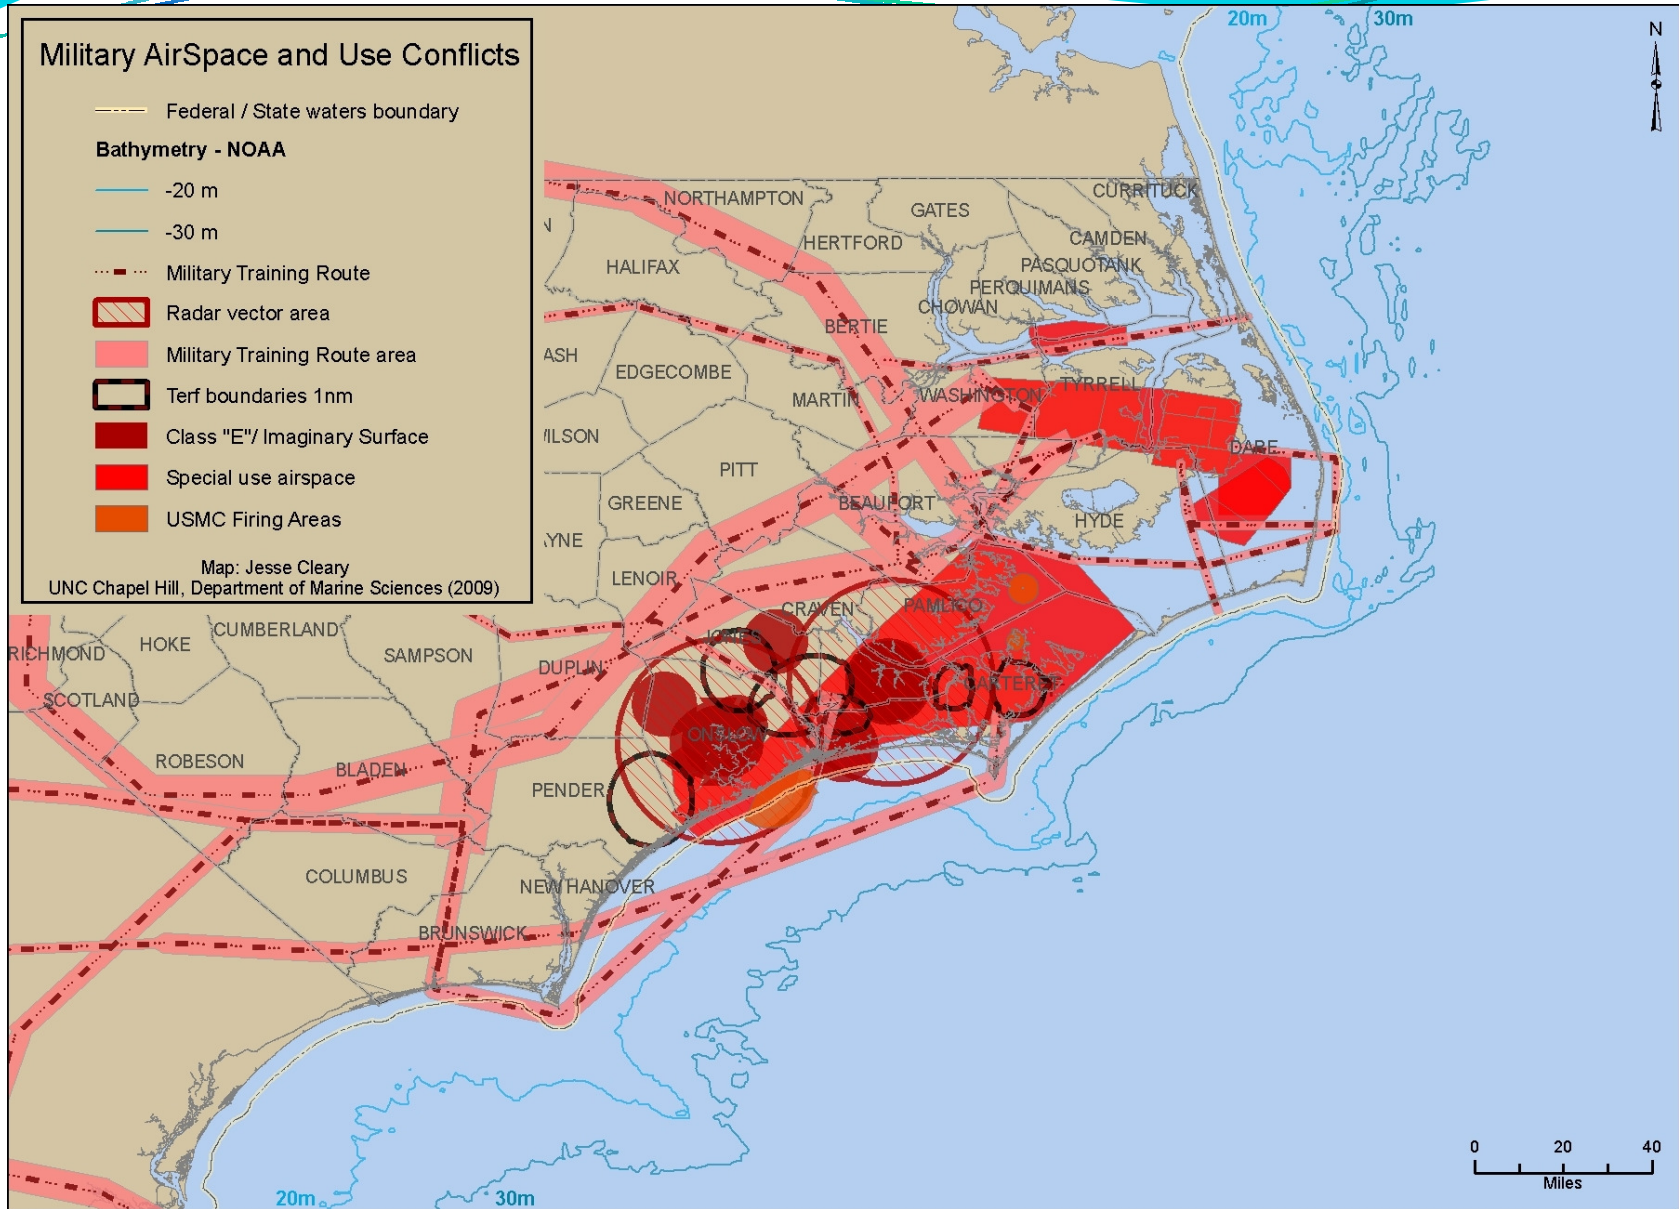 20m
30m
N
Military AirSpace and Use Conflicts
Federal / State waters boundary
Bathymetry - NOAA
-20 m
-30 m
Military Training Route
Radar vector area
Military Training Route area
Terf boundaries 1nm
Class "E"/ Imaginary Surface
Special use airspace
USMC Firing Areas
Map: Jesse Cleary
UNC Chapel Hill, Department of Marine Sciences (2009)
NORTHAMPTON
GATES
CURRITUCK
N
HERTFORD
CAMDEN
HALIFAX
PASQUOTANK
PERQUIMANS
CHOWAN
BERTIE
ASH
EDGECOMBE
TYRRELL
MARTIN
WASHINGTON
WILSON
DARE
PITT
GREENE
BEAUFORT
HYDE
AYNE
LENOIR
CRAVEN
PAMLICO
CUMBERLAND
HOKE
JONES
RICHMOND
SAMPSON
DUPLIN
CARTERET
SCOTLAND
ONSLOW
ROBESON
BLADEN
PENDER
COLUMBUS
NEW HANOVER
BRUNSWICK
0 20 40
Miles
20m
30m